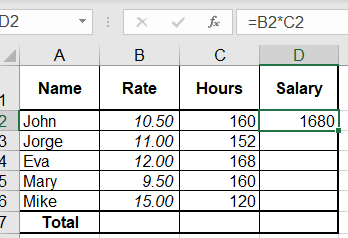 D2 fx =B2*C2
A B C D
1 Name Rate Hours Salary
2 John 10.50 160 1680
3 Jorge 11.00 152
4 Eva 12.00 168
5 Mary 9.50 160
6 Mike 15.00 120
7 Total